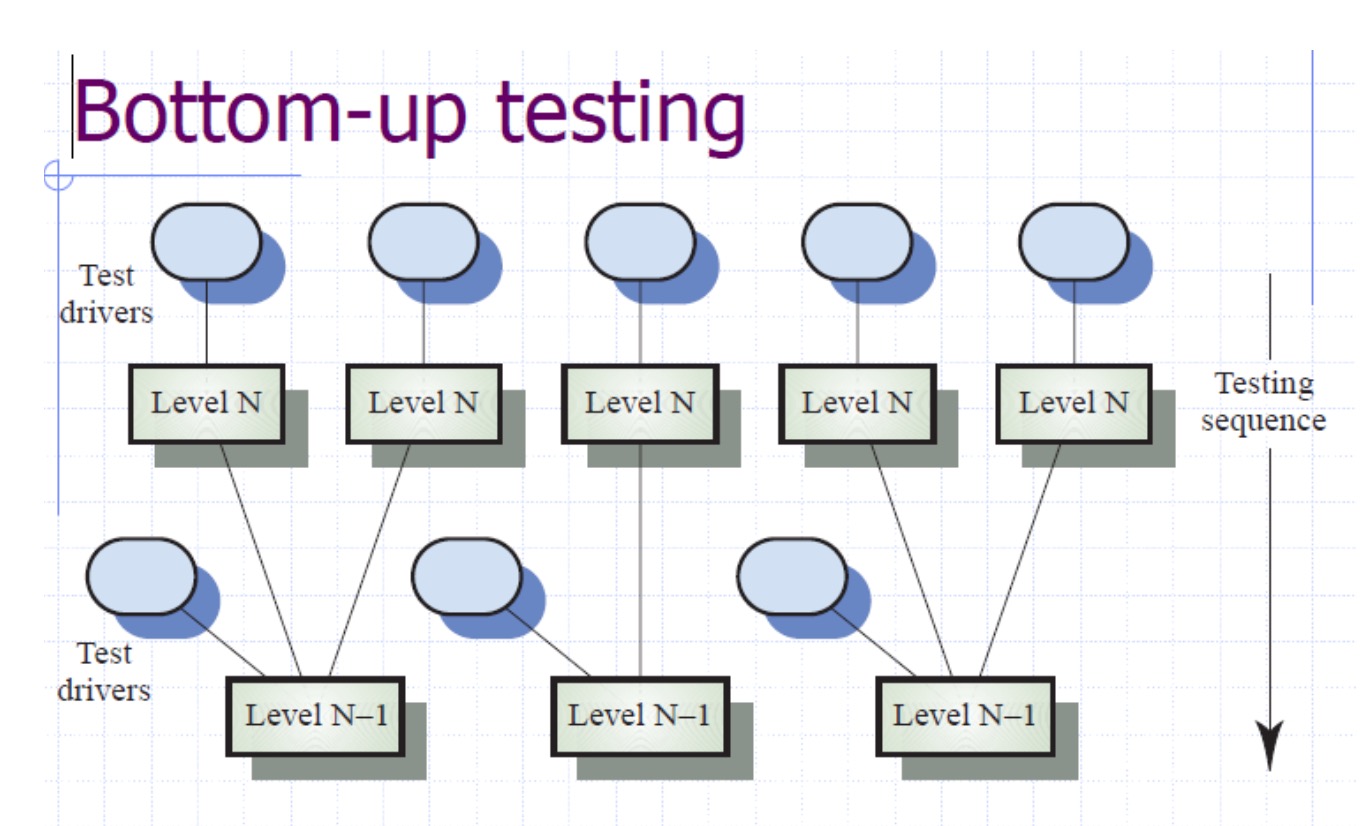 Bottom-up testing
Test
drivers
Level N
Level N
Level N
Level N
Level N
Testing
sequence
Test
drivers
Level N–1
Level N–1
Level N–1